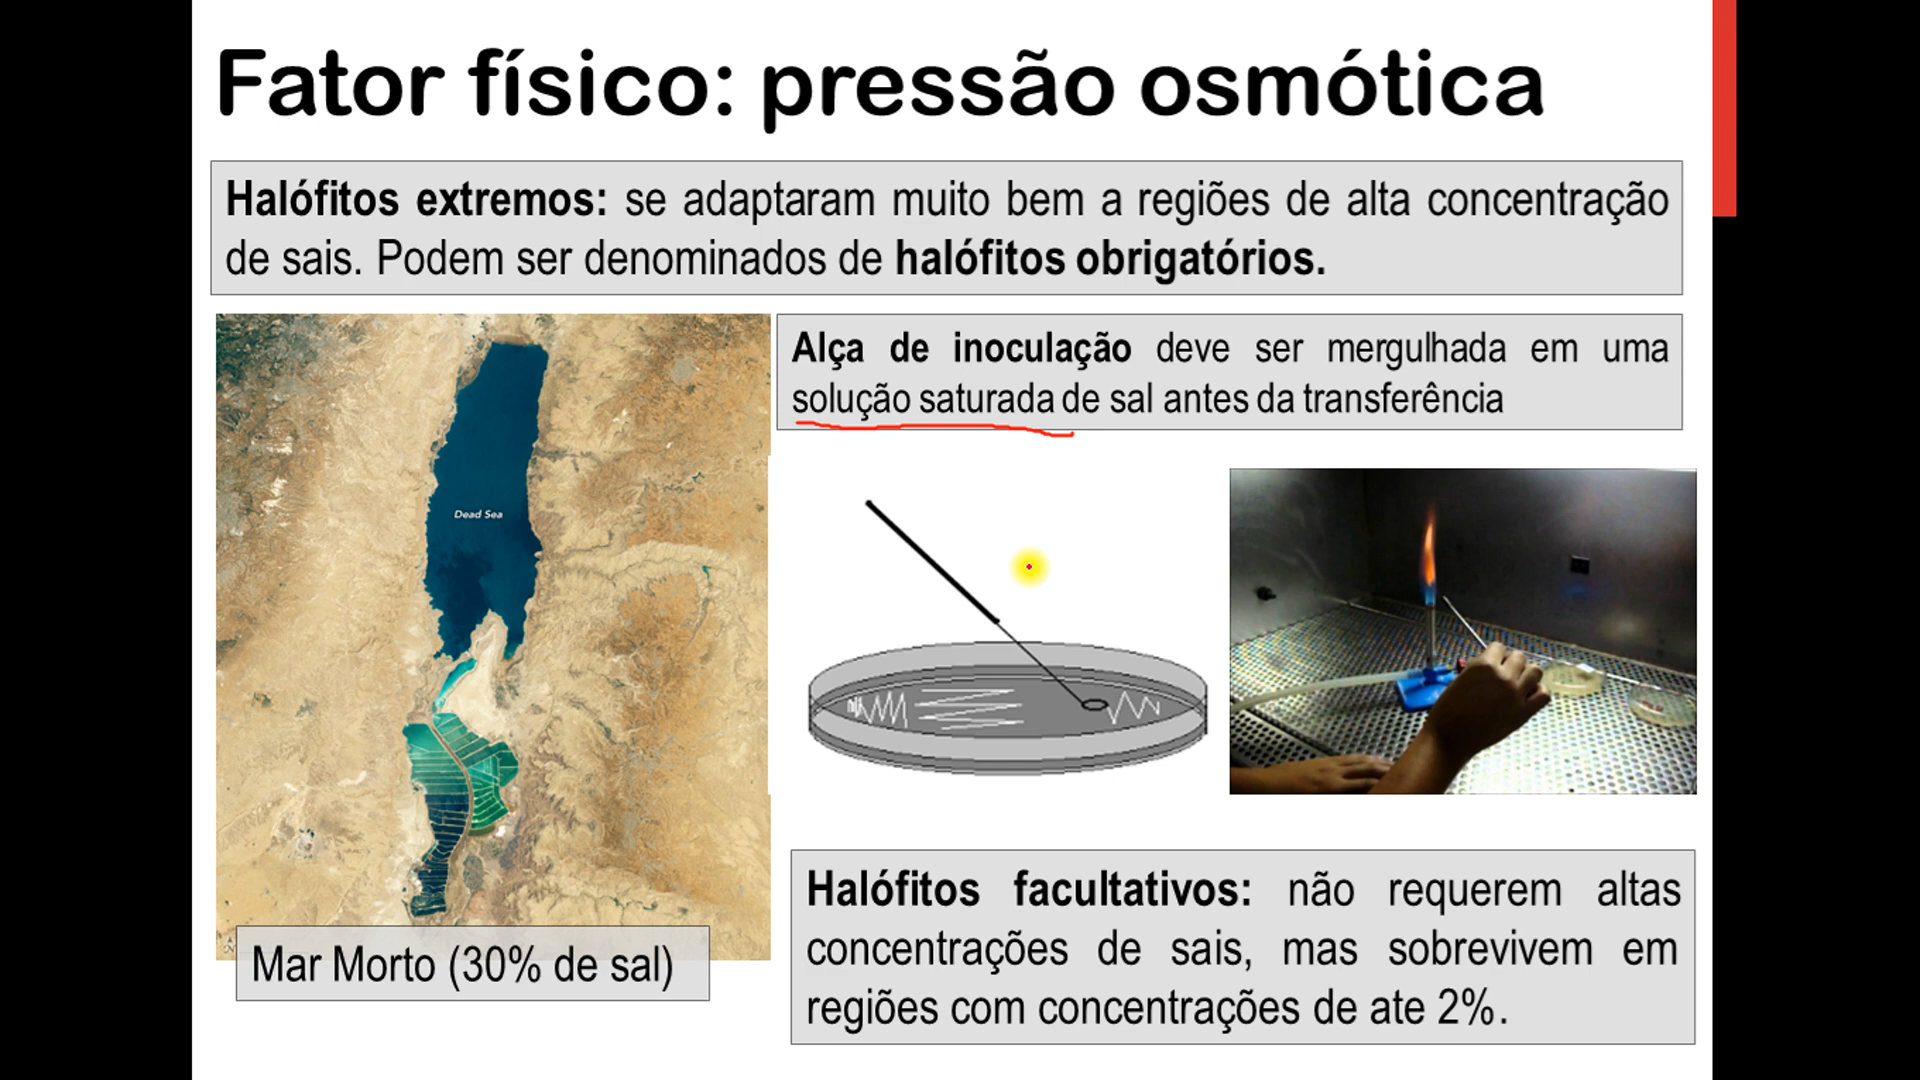 Fator físico: pressão osmótica
Halófitos extremos: se adaptaram muito bem a regiões de alta concentração
de sais. Podem ser denominados de halófitos obrigatórios.
Alça de inoculação deve ser mergulhada em uma
solução saturada de sal antes da transferência
Dead Sea
Mar Morto (30% de sal)
Halófitos facultativos: não requerem altas
concentrações de sais, mas sobrevivem em
regiões com concentrações de ate 2%.